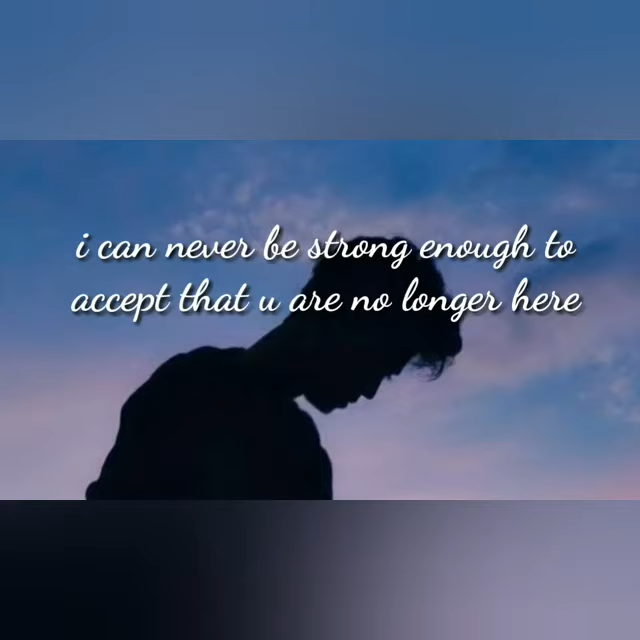 i can never be strong enough to
accept that u are no longer here